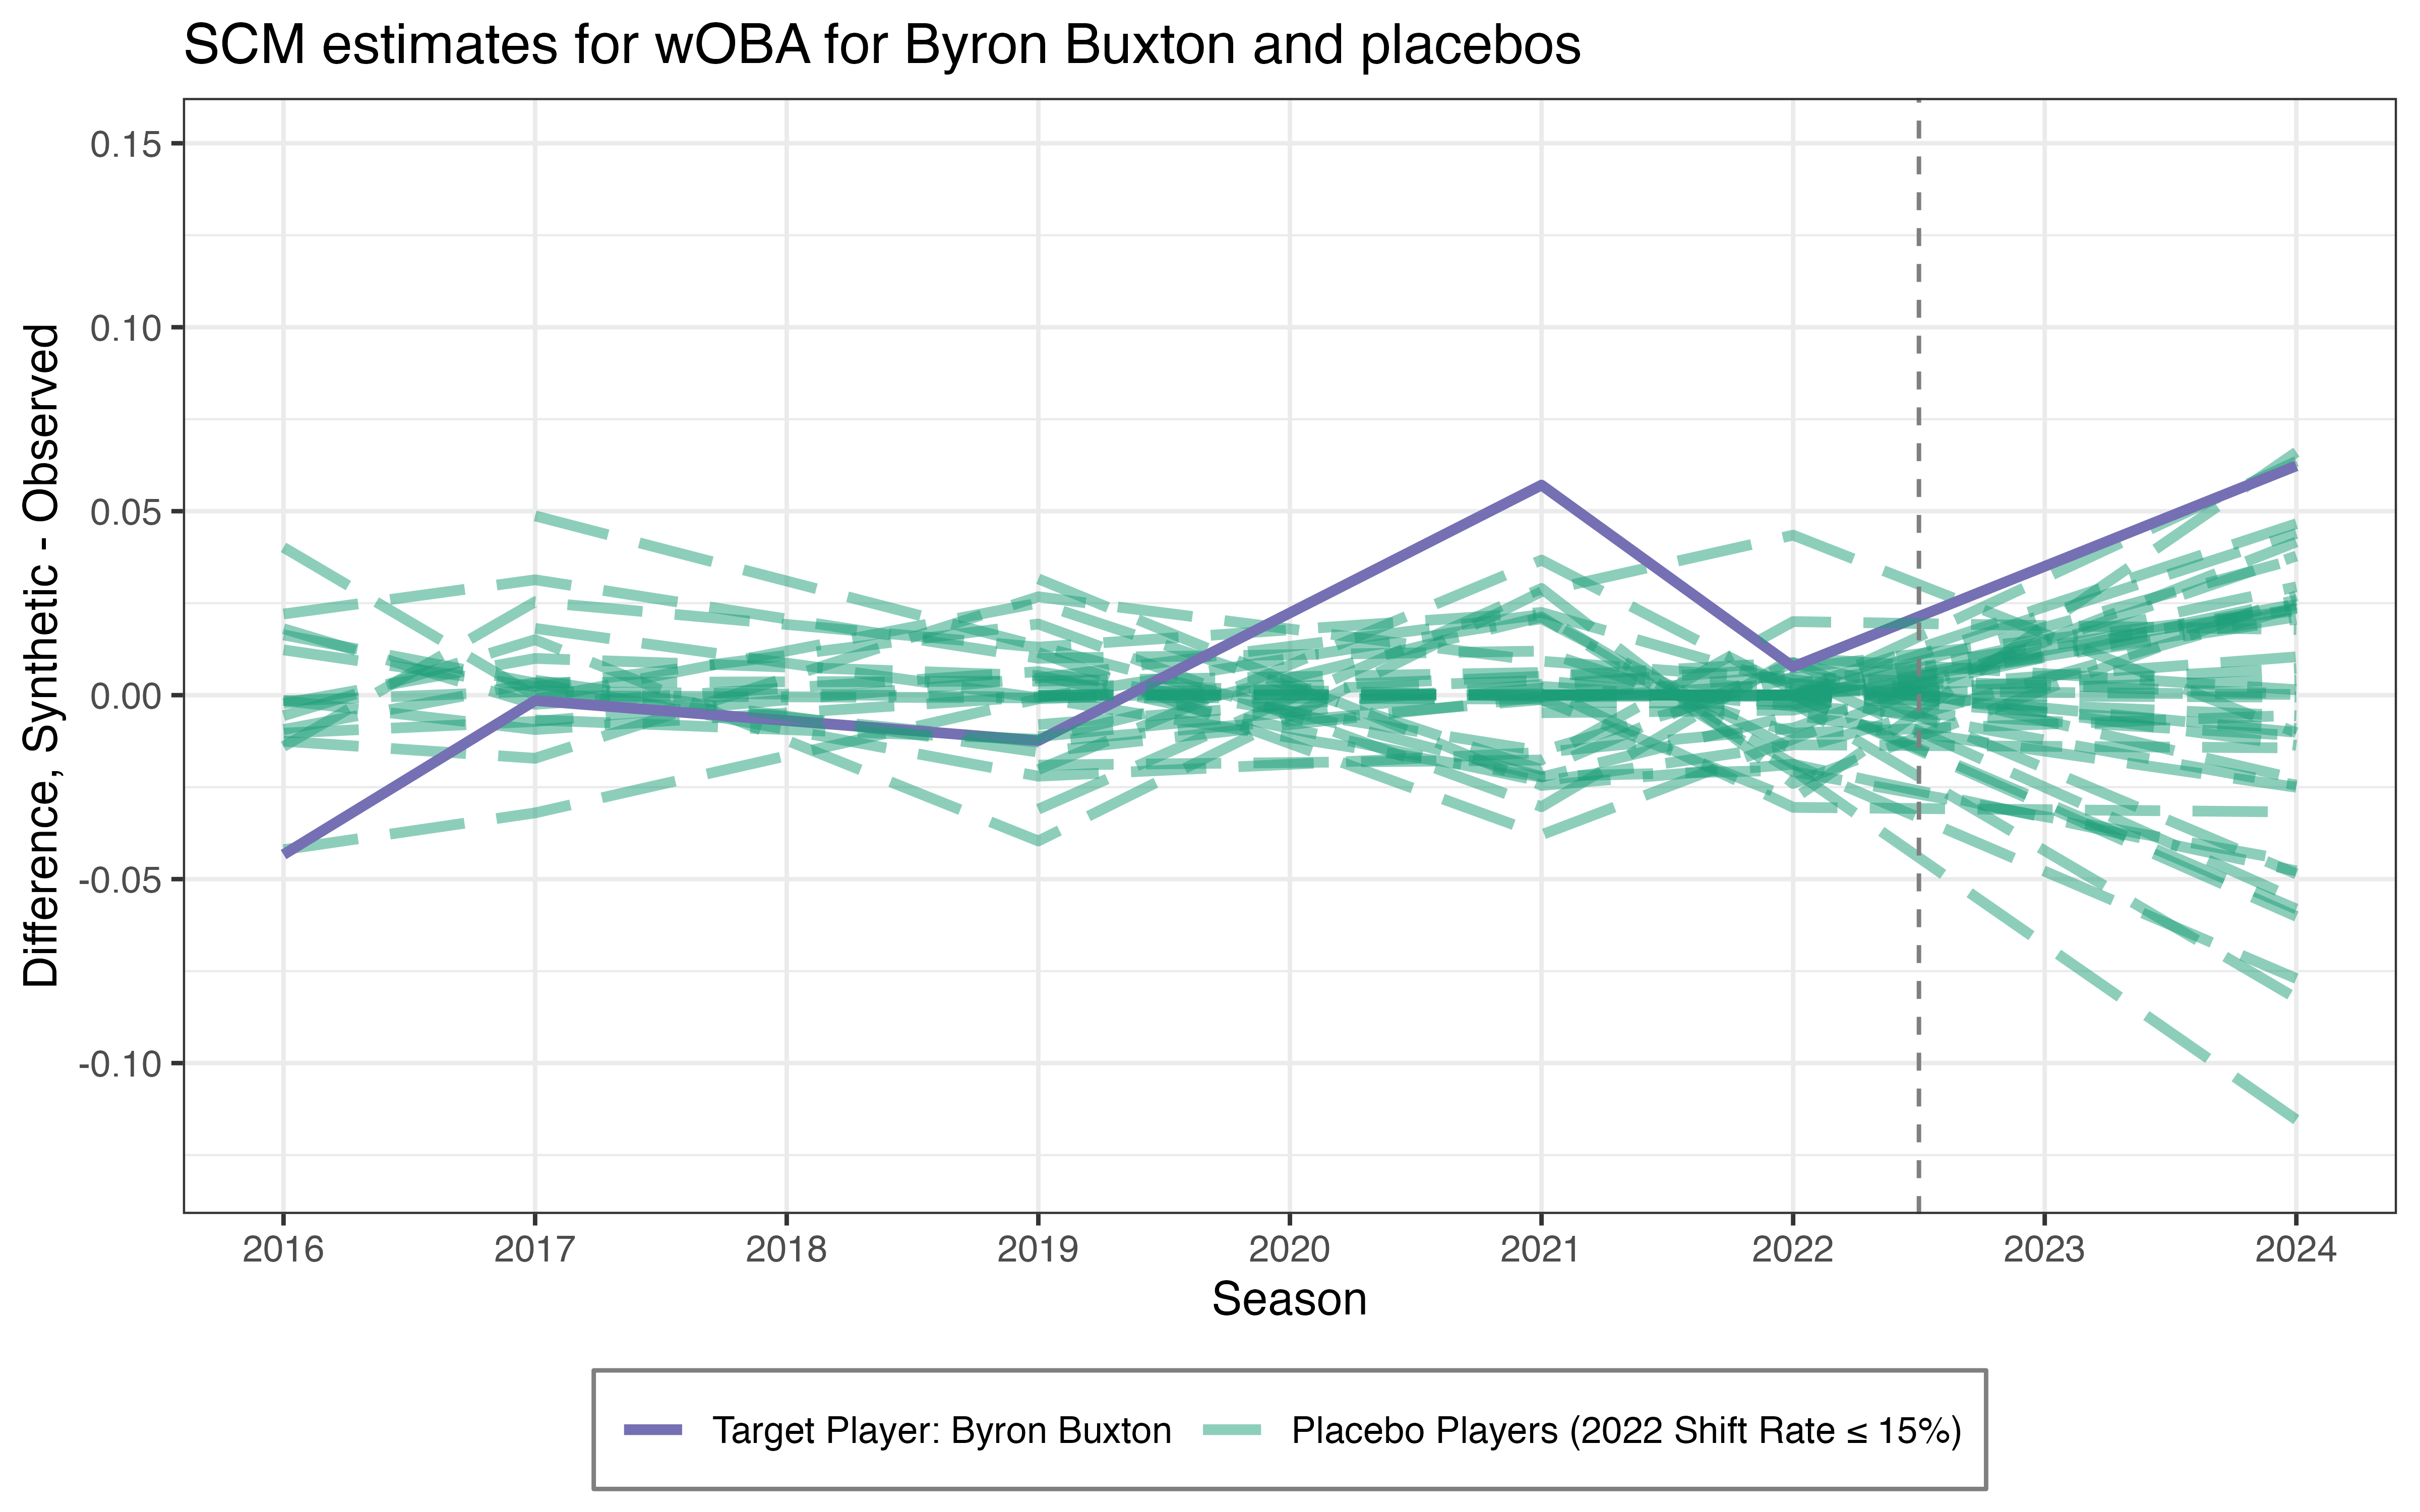 SCM estimates for wOBA for Byron Buxton and placebos
Difference, Synthetic - Observed
0.15
0.10
0.05
0.00
-0.05
-0.10
2016 2017 2018 2019 2020 2021 2022 2023 2024
Season
Target Player: Byron Buxton Placebo Players (2022 Shift Rate ≤ 15%)